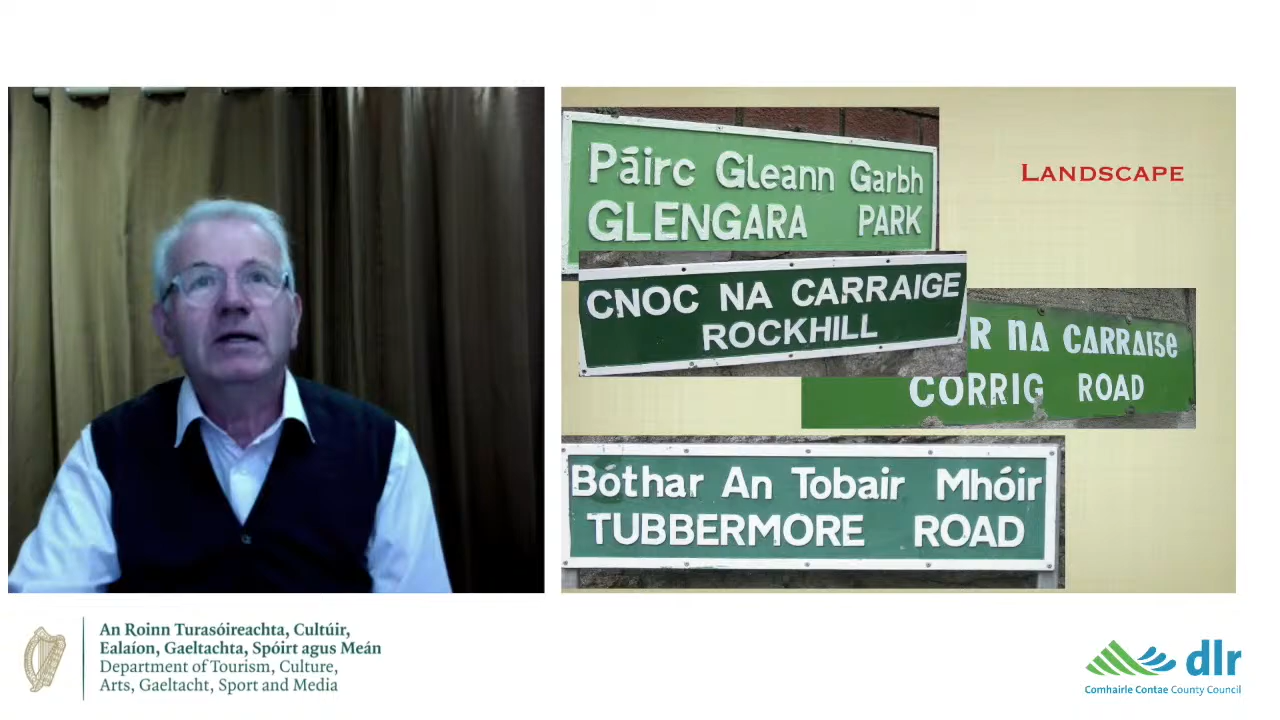 LANDSCAPE
Páirc Gleann Garbh
GLENGARA PARK
CNOC NA CARRAIGE
ROCKHILL
NA CARRAIGE
CORRIG ROAD
Bóthar An Tobair Mhóir
TUBBERMORE ROAD
An Roinn Turasóireachta, Cultúir,
Ealaíon, Gaeltachta, Spóirt agus Meán
Department of Tourism, Culture,
Arts, Gaeltacht, Sport and Media
dlr
Comhairle Contae County Council